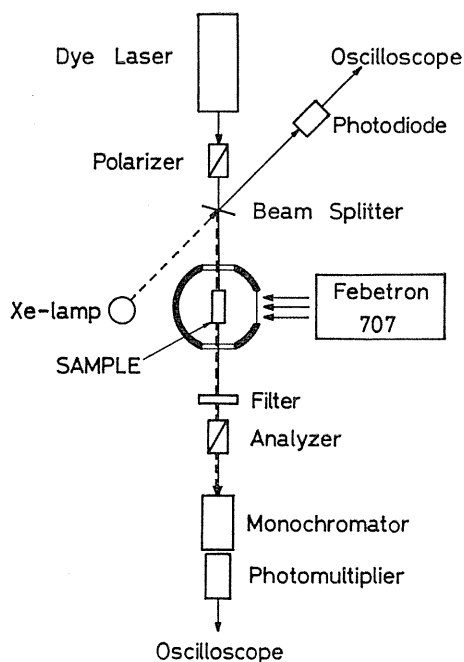 Dye Laser
Oscilloscope
Photodiode
Polarizer
Beam Splitter
Xe-lamp
Febetron
707
SAMPLE
Filter
Analyzer
Monochromator
Photomultiplier
Oscilloscope